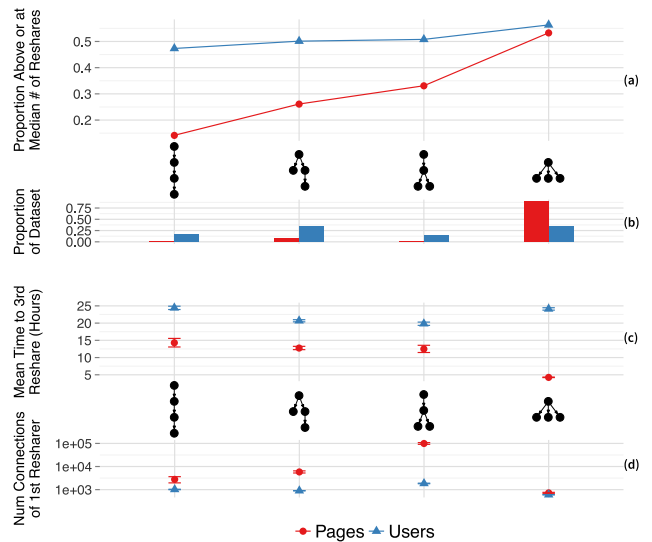 Proportion Above or at
Median # of Reshares
0.5
0.4
0.3
0.2
(a)
Proportion
of Dataset
0.75
0.50
0.25
0.00
(b)
Mean Time to 3rd
Reshare (Hours)
25
20
15
10
5
(c)
Num Connections
of 1st Resharer
1e+05
1e+04
1e+03
(d)
Pages Users